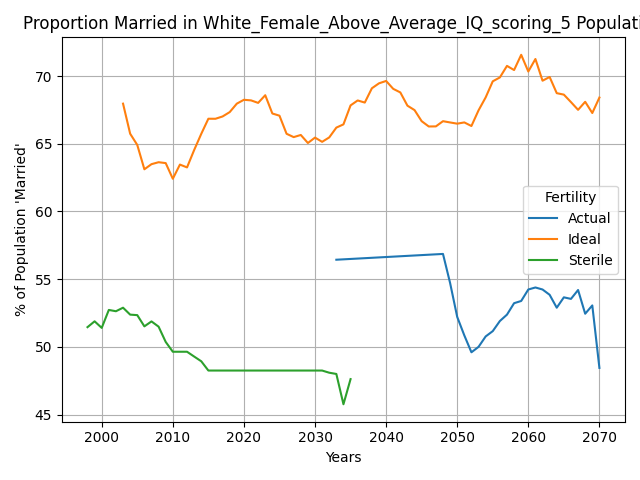 Proportion Married in White_Female_Above_Average_IQ_scoring_5 Populati
% of Population 'Married'
70
65
60
55
50
45
Fertility
Actual
Ideal
Sterile
2000 2010 2020 2030 2040 2050 2060 2070
Years